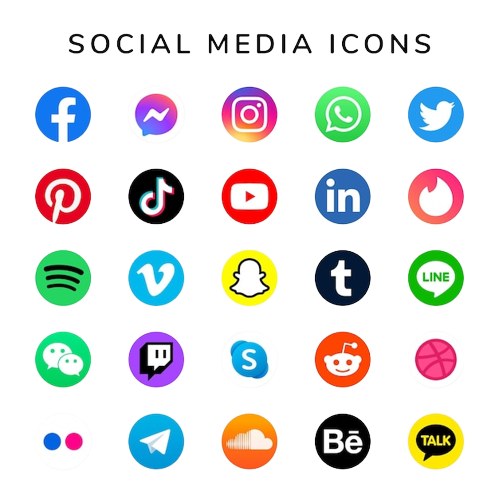 SOCIAL MEDIA ICONS
in
LINE
S
Bē
TALK